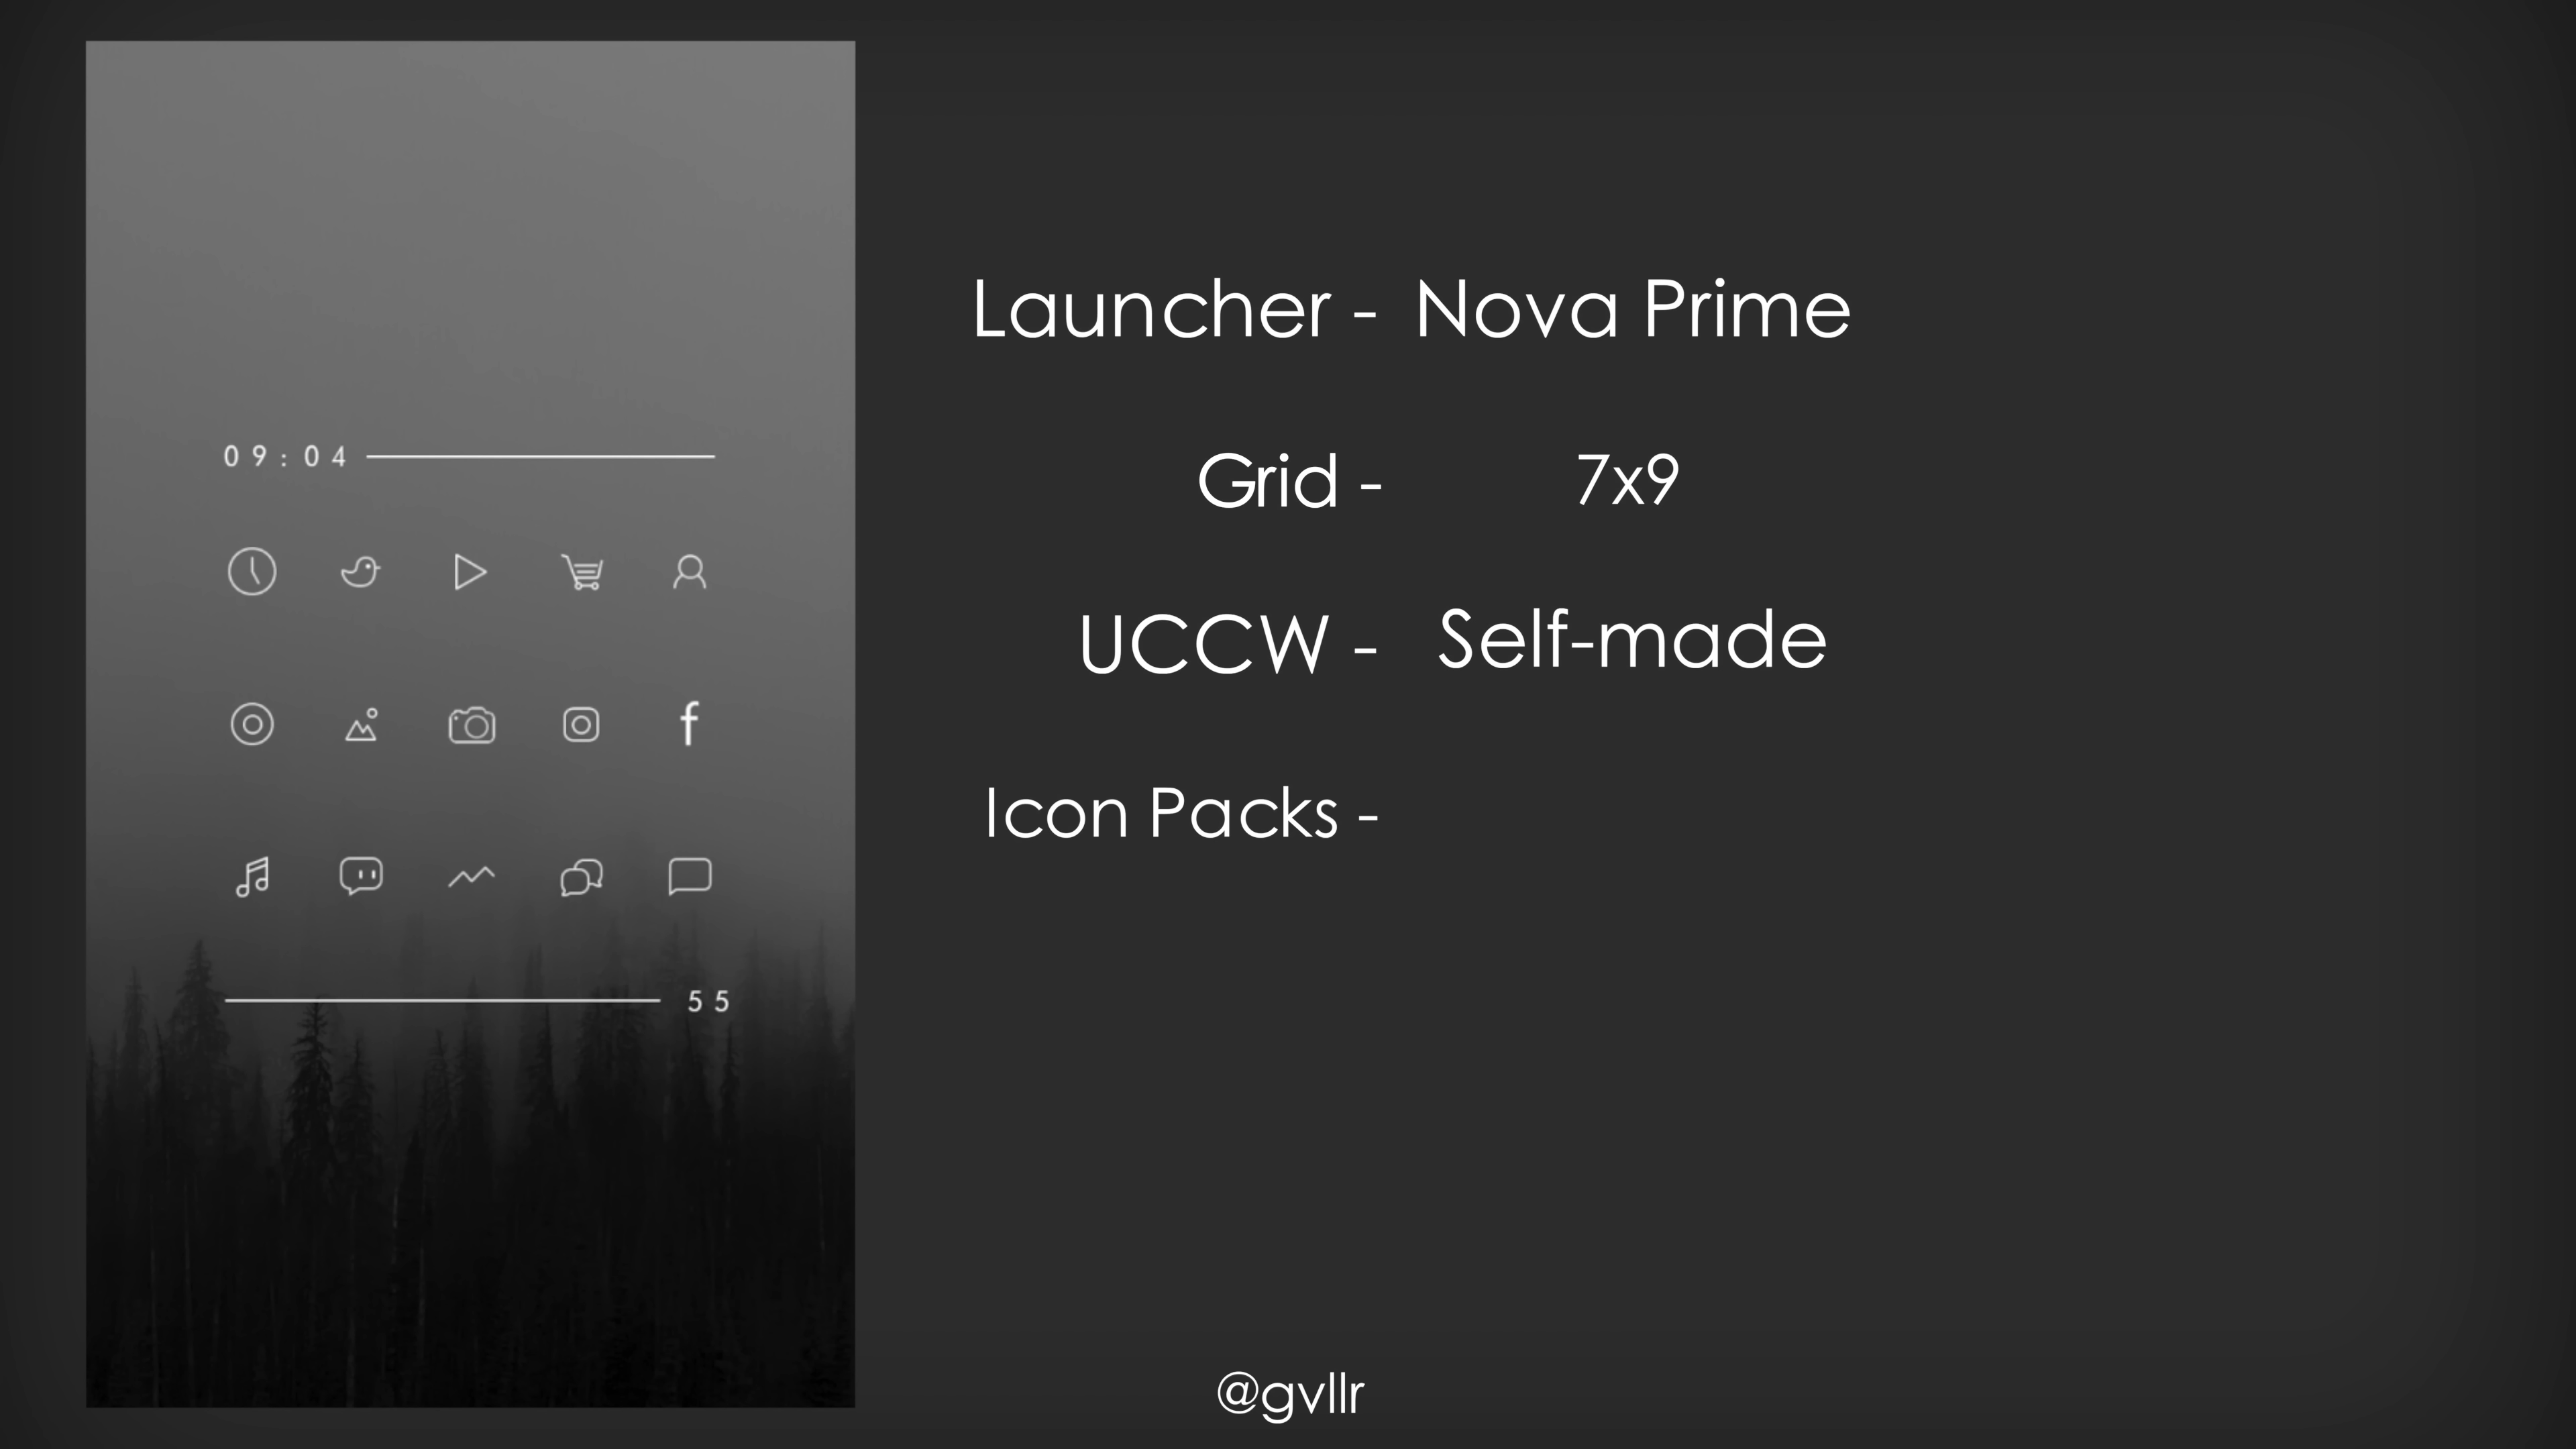 09:04
55
Launcher - Nova Prime
Grid - 7x9
UCCW - Self-made
Icon Packs -
@gvllr